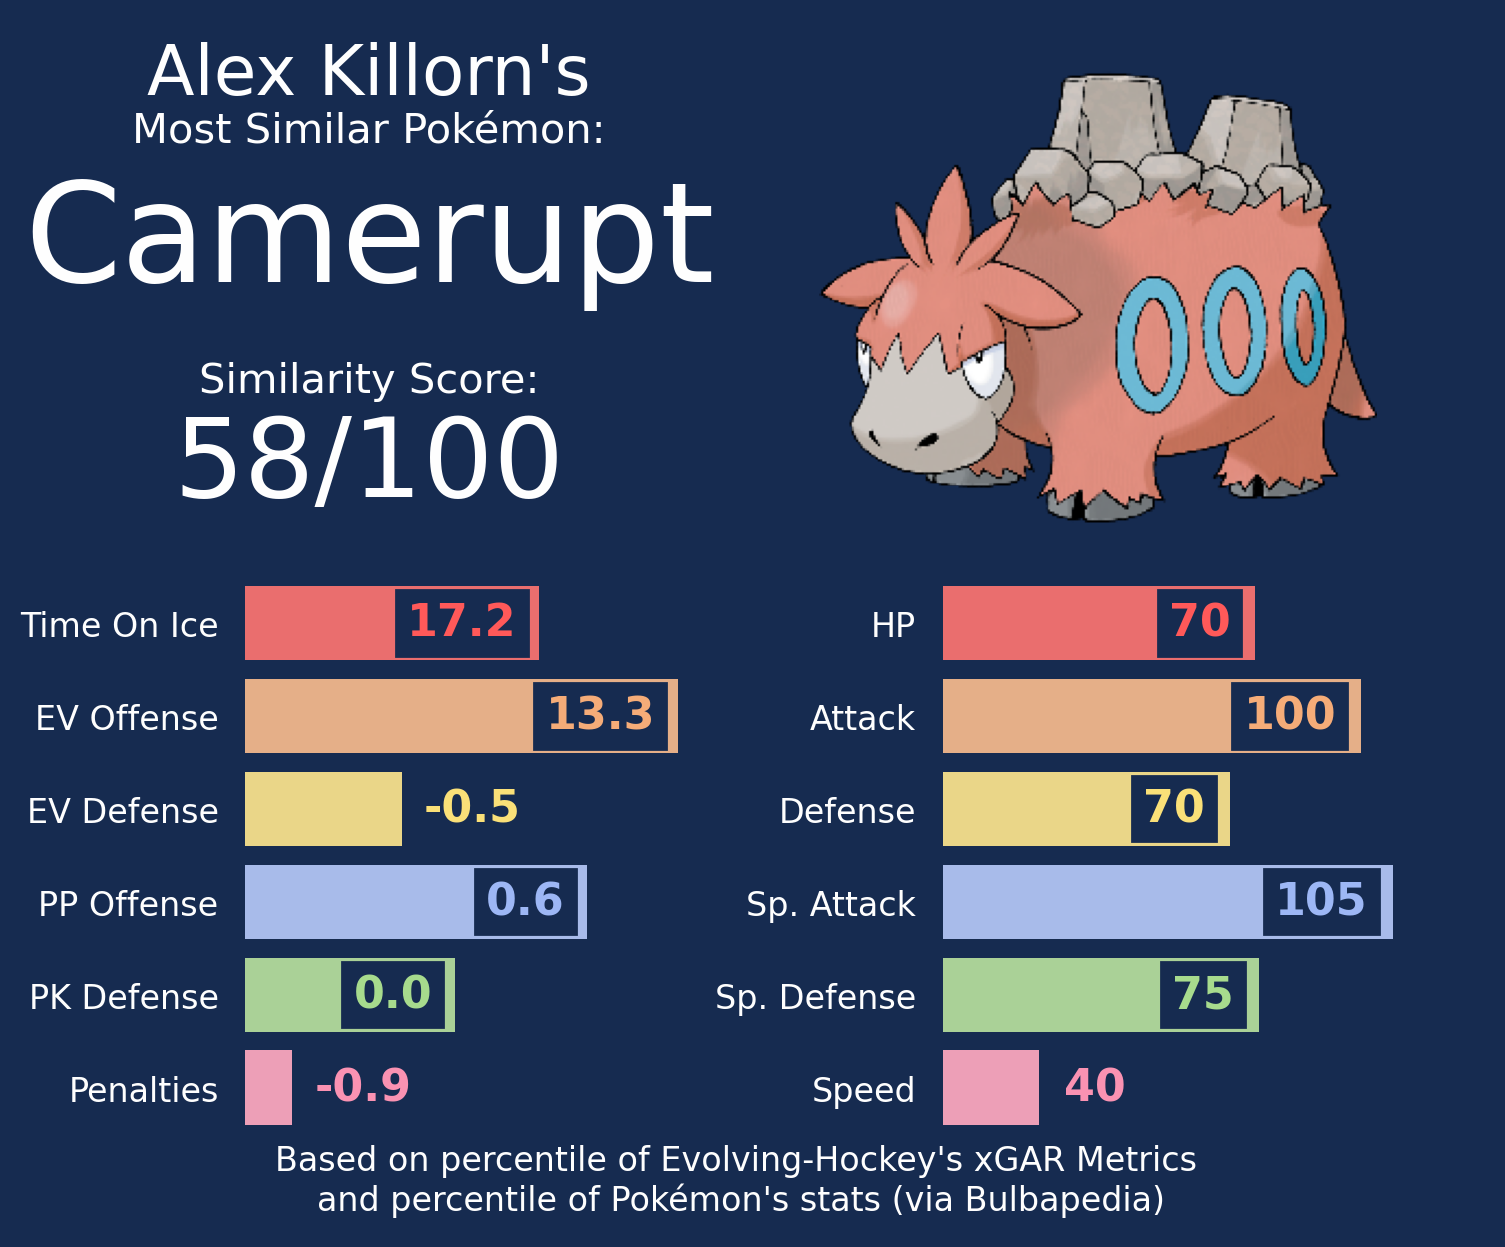 Alex Killorn's
Most Similar Pokémon:
Camerupt
Similarity Score:
58/100
Time On Ice 17.2
EV Offense 13.3
EV Defense -0.5
PP Offense 0.6
PK Defense 0.0
Penalties -0.9
HP 70
Attack 100
Defense 70
Sp. Attack 105
Sp. Defense 75
Speed 40
Based on percentile of Evolving-Hockey's xGAR Metrics
and percentile of Pokémon's stats (via Bulbapedia)